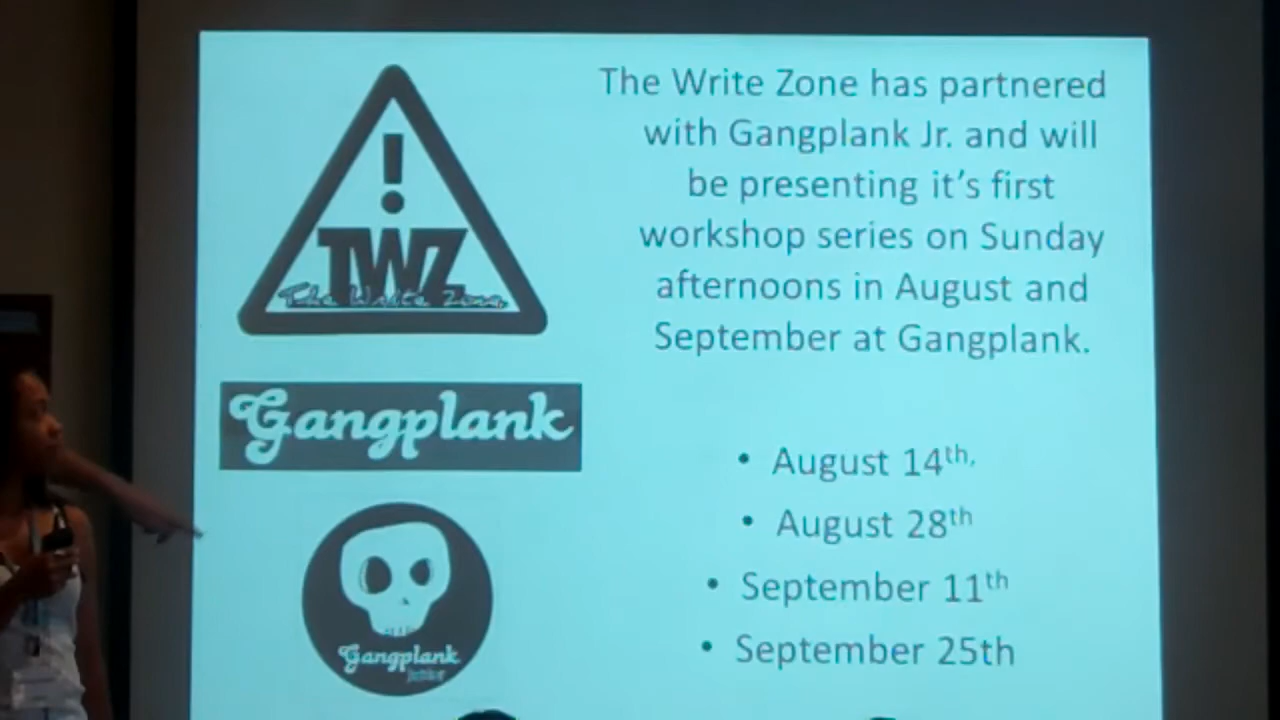 The Write Zone has partnered
with Gangplank Jr. and will
be presenting it's first
workshop series on Sunday
afternoons in August and
September at Gangplank.
• August 14th,
• August 28th
• September 11th
• September 25th
!
TWZ
The Write Zone
Gangplank
Gangplank